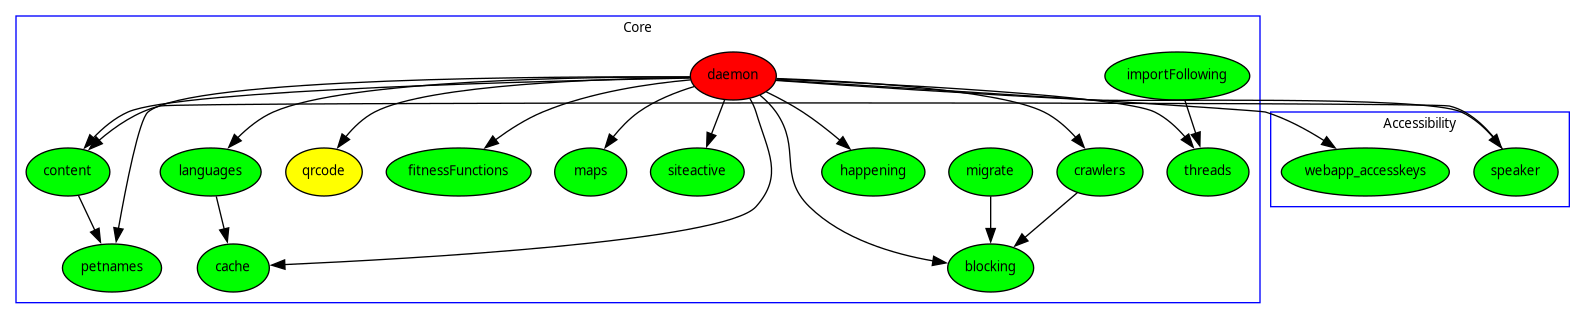 Core
daemon
importFollowing
Accessibility
content
languages
qrcode
fitnessFunctions
maps
siteactive
happening
migrate
crawlers
threads
webapp_accesskeys
speaker
petnames
cache
blocking